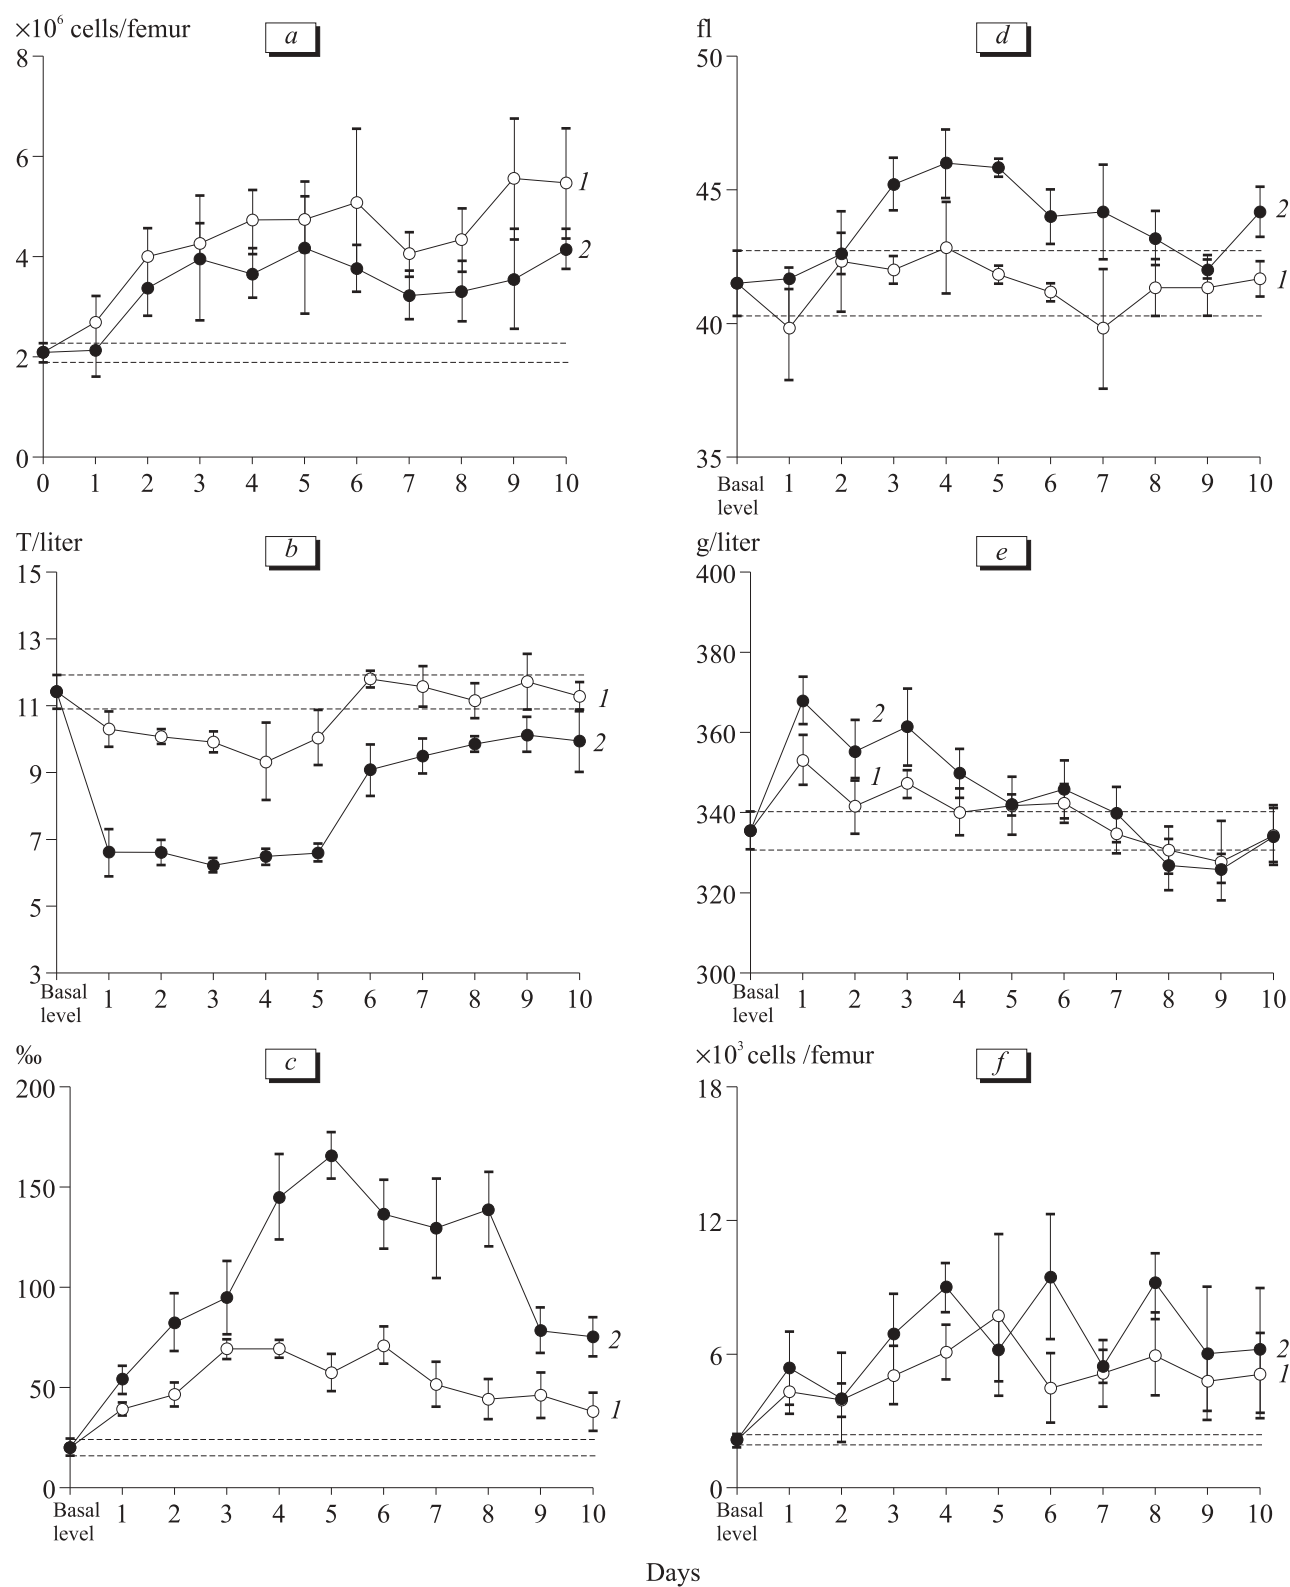 ×10⁶ cells/femur
a
8
6
4
2
0
1
2
0 1 2 3 4 5 6 7 8 9 10
fl
d
50
45
40
35
2
1
Basal level 1 2 3 4 5 6 7 8 9 10
T/liter
b
15
13
11
9
7
5
3
1
2
Basal level 1 2 3 4 5 6 7 8 9 10
g/liter
e
400
380
360
340
320
300
2
1
Basal level 1 2 3 4 5 6 7 8 9 10
‰
c
200
150
100
50
0
2
1
Basal level 1 2 3 4 5 6 7 8 9 10
×10³ cells /femur
f
18
12
6
0
2
1
Basal level 1 2 3 4 5 6 7 8 9 10
Days